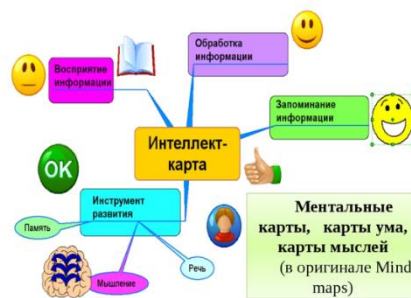 Обработка
информации
Восприятие
информации
Запоминание
информации
Интеллект-
карта
OK
Инструмент
развития
Память
Мышление
Речь
Ментальные
карты, карты ума,
карты мыслей
(в оригинале Mind
maps)